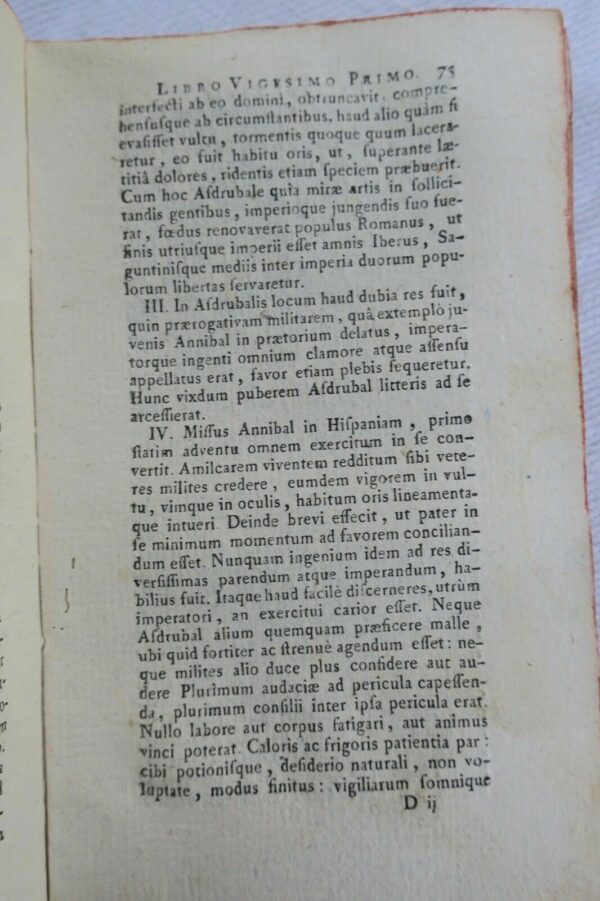 LIBRO VIGESIMO PRIMO. 75
interfecti ab eo domini, obtruncavit, compre-
henſuſque ab circumſtantibus, haud alio quàm ſi
evaſiſſet vultu, tormentis quoque quum lacera-
retur, eo fuit habitu oris, ut, ſuperante læ-
titiâ dolores, ridentis etiam ſpeciem præbuerit.
Cum hoc Aſdrubale quia miræ artis in ſollici-
tandis gentibus, imperioque jungendis ſuo fue-
rat, fœdus renovaverat populus Romanus, ut
finis utriuſque imperii eſſet amnis Iberus, Sa-
guntiniſque mediis inter imperia duorum popu-
lorum libertas ſervaretur.
III. In Aſdrubalis locum haud dubia res fuit,
quin prærogativam militarem, quâ extemplò ju-
venis Annibal in prætorium delatus, impera-
torque ingenti omnium clamore atque aſſenſu
appellatus erat, favor etiam plebis ſequeretur.
Hunc vixdum puberem Aſdrubal litteris ad ſe
arceſſierat.
IV. Miſſus Annibal in Hiſpaniam, primo
ſtatim adventu omnem exercitum in ſe con-
vertit. Amilcarem viventem redditum ſibi vete-
res milites credere, eumdem vigorem in vul-
tu, vimque in oculis, habitum oris lineamenta-
que intueri. Deinde brevi effecit, ut pater in
ſe minimum momentum ad favorem concilian-
dum eſſet. Nunquam ingenium idem ad res di-
verſiſſimas parendum atque imperandum, ha-
bilius fuit. Itaque haud facilè diſcerneres, utrùm
imperatori, an exercitui carior eſſet. Neque
Aſdrubal alium quemquam præficere malle,
ubi quid fortiter ac ſtrenuè agendum eſſet: ne-
que milites alio duce plus confidere aut au-
dere Plurimum audaciæ ad pericula capeſſen-
da, plurimum conſilii inter ipſa pericula erat.
Nullo labore aut corpus fatigari, aut animus
vinci poterat. Caloris ac frigoris patientia par:
cibi potioniſque, deſiderio naturali, non vo-
luptate, modus finitus: vigiliarum ſomnique
D ij